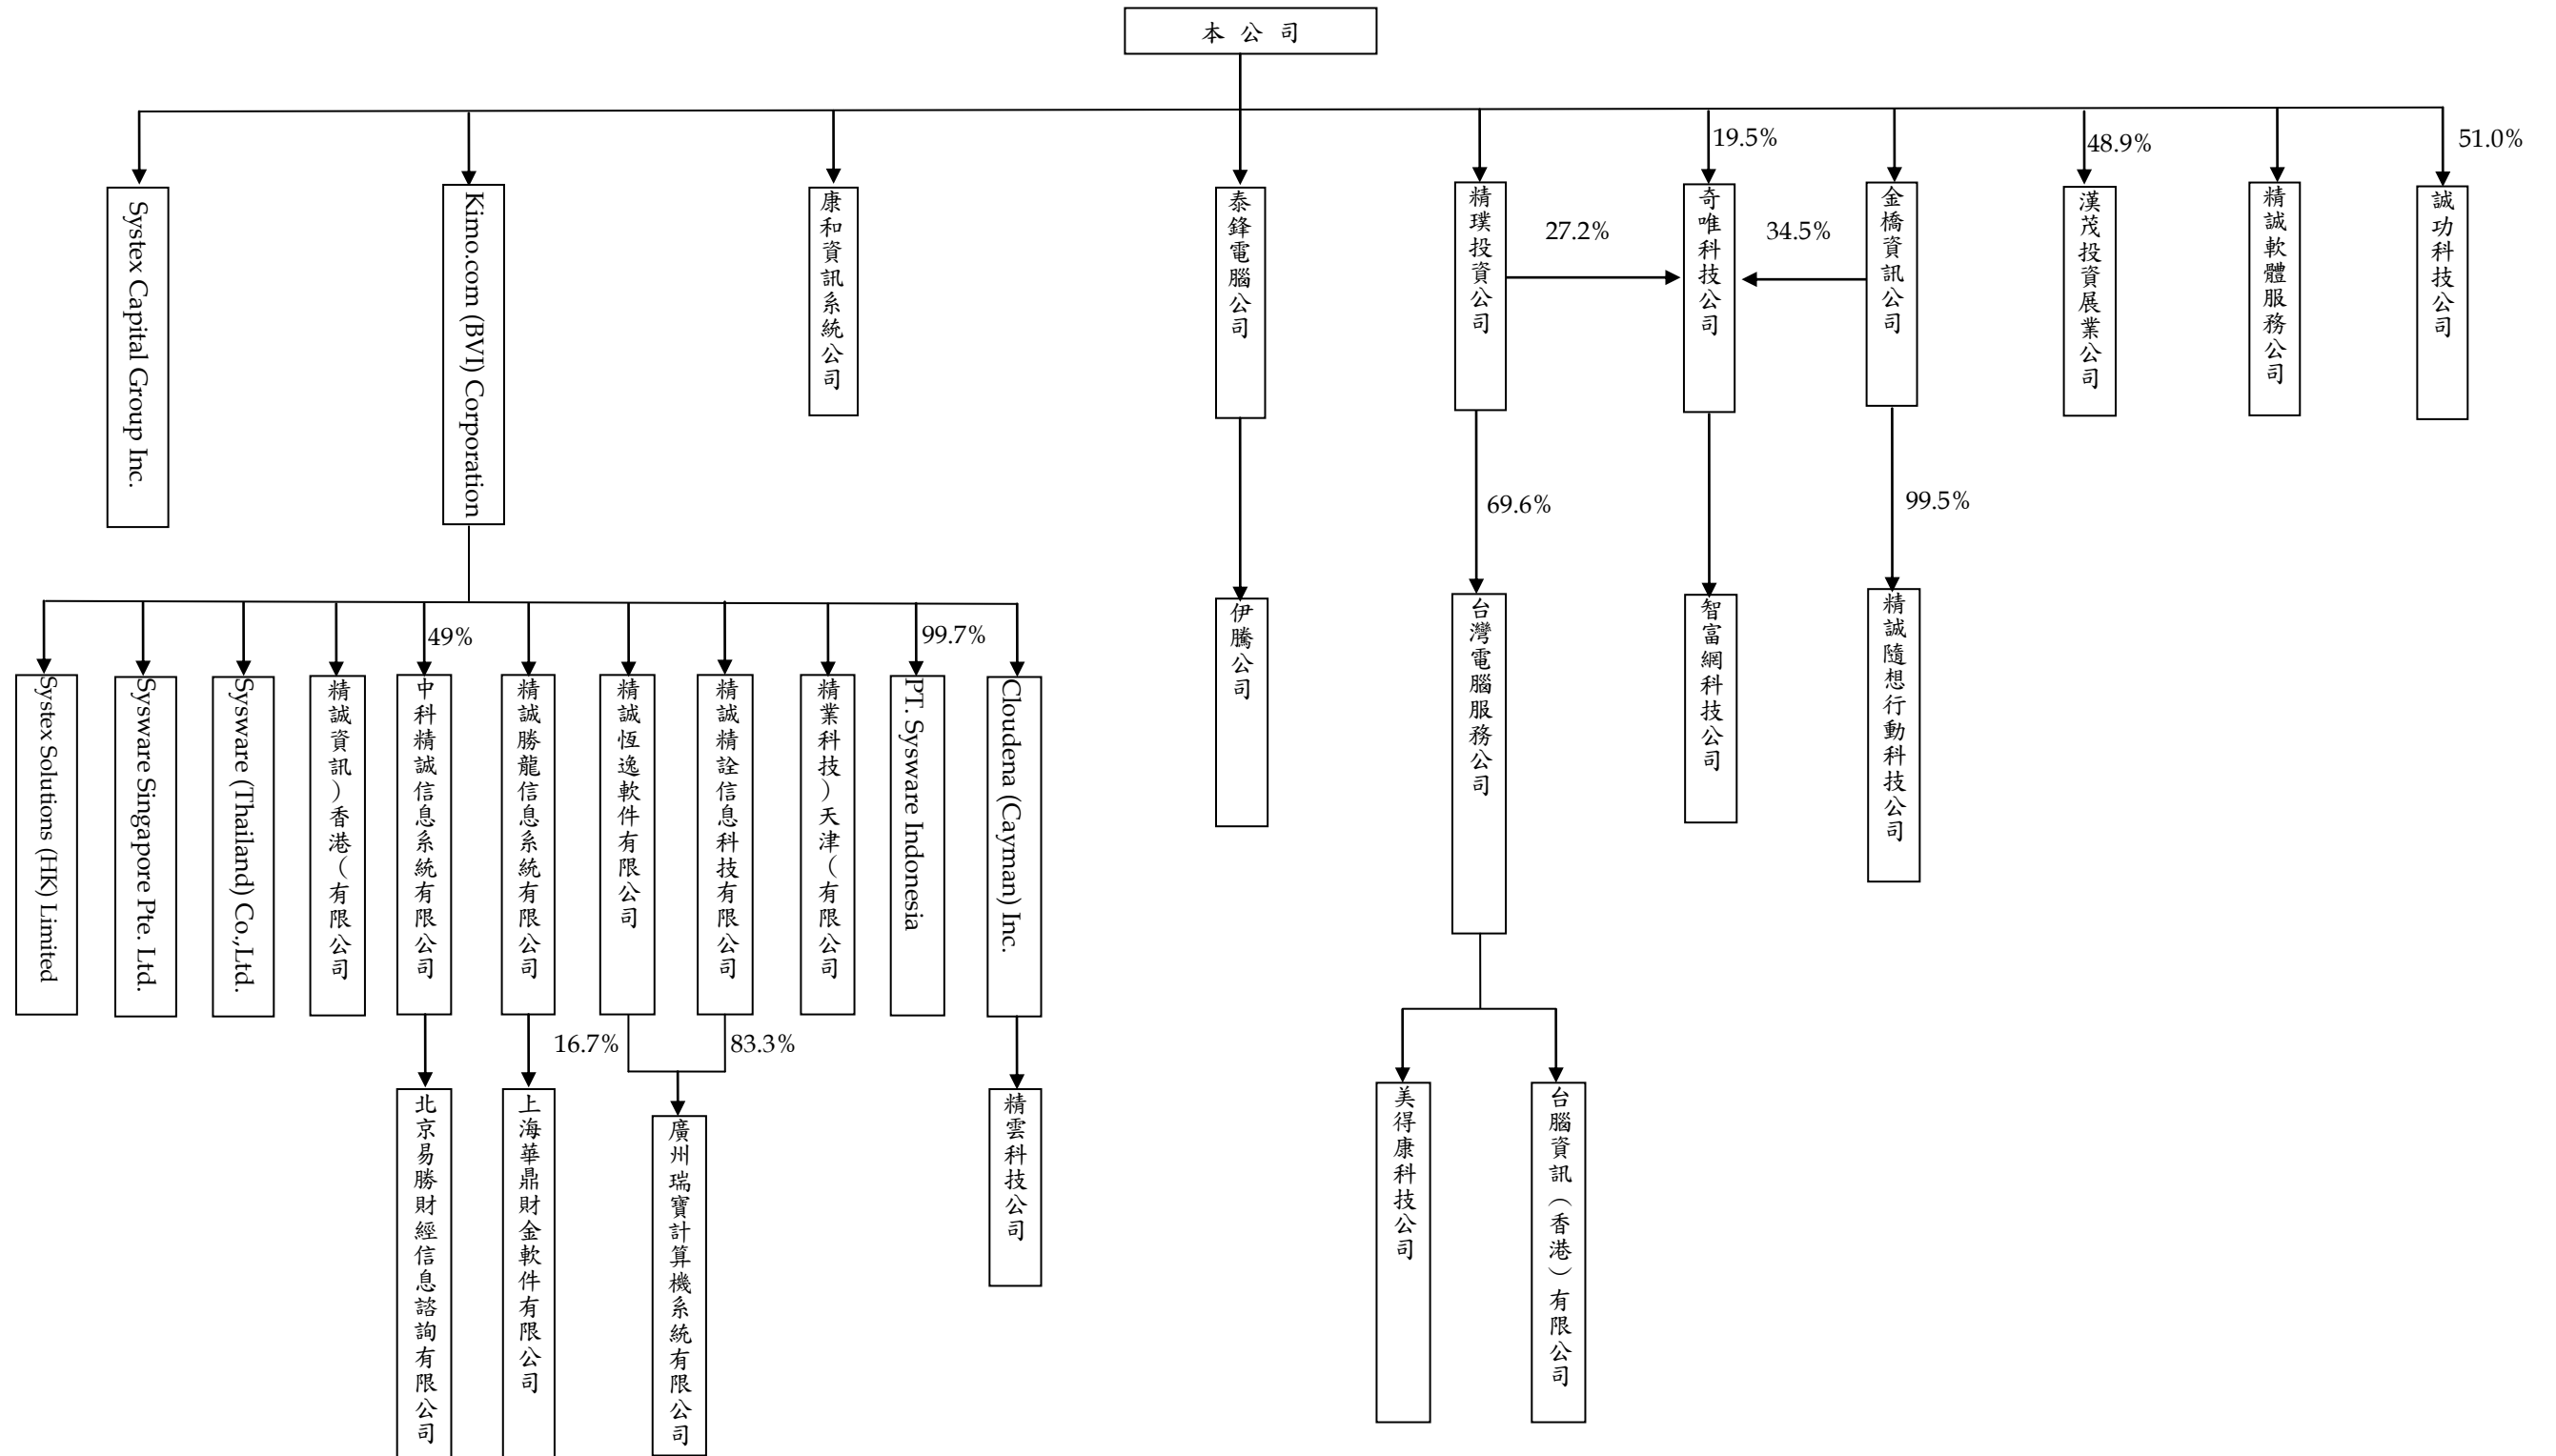 本公司
19.5%
48.9%
51.0%
Systex Capital Group Inc.
Kimo.com (BVI) Corporation
康和資訊系統公司
泰鋒電腦公司
精璞投資公司
27.2%
奇唯科技公司
34.5%
金橋資訊公司
漢茂投資展業公司
精誠軟體服務公司
誠功科技公司
69.6%
99.5%
49%
99.7%
Systex Solutions (HK) Limited
Sysware Singapore Pte. Ltd.
Sysware (Thailand) Co.,Ltd.
精誠資訊）香港（有限公司
中科精誠信息系統有限公司
精誠勝龍信息系統有限公司
精誠恆逸軟件有限公司
精誠精詮信息科技有限公司
精業科技）天津（有限公司
PT. Sysware Indonesia
Cloudena (Cayman) Inc.
伊騰公司
台灣電腦服務公司
智富網科技公司
精誠隨想行動科技公司
16.7%
83.3%
北京易勝財經信息諮詢有限公司
上海華鼎財金軟件有限公司
廣州瑞寶計算機系統有限公司
精雲科技公司
美得康科技公司
台腦資訊（香港）有限公司